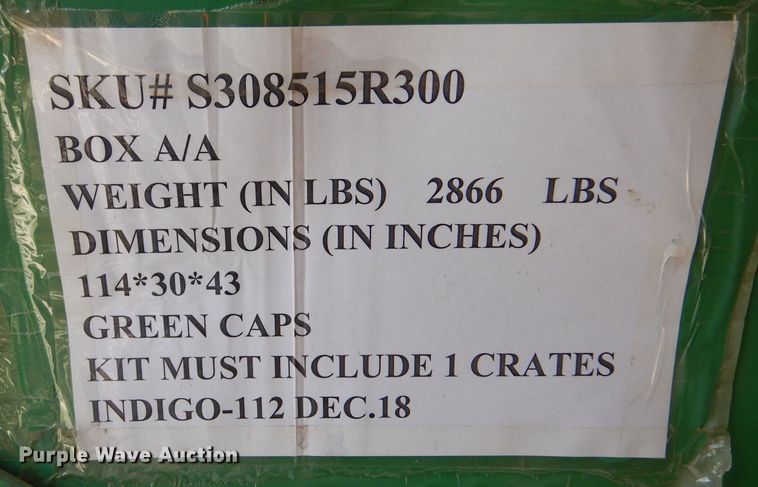 SKU# S308515R300
BOX A/A
WEIGHT (IN LBS) 2866 LBS
DIMENSIONS (IN INCHES)
114*30*43
GREEN CAPS
KIT MUST INCLUDE 1 CRATES
INDIGO-112 DEC.18
Purple Wave Auction